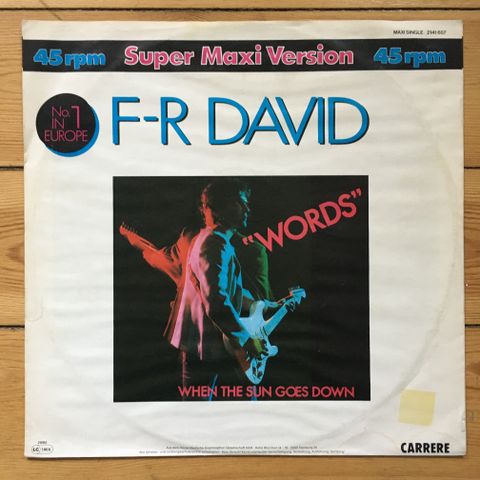 MAXI SINGLE 2141 657
45 rpm Super Maxi Version 45 rpm
No. 1
IN
EUROPE
F-R DAVID
"WORDS"
WHEN THE SUN GOES DOWN
CARRERE